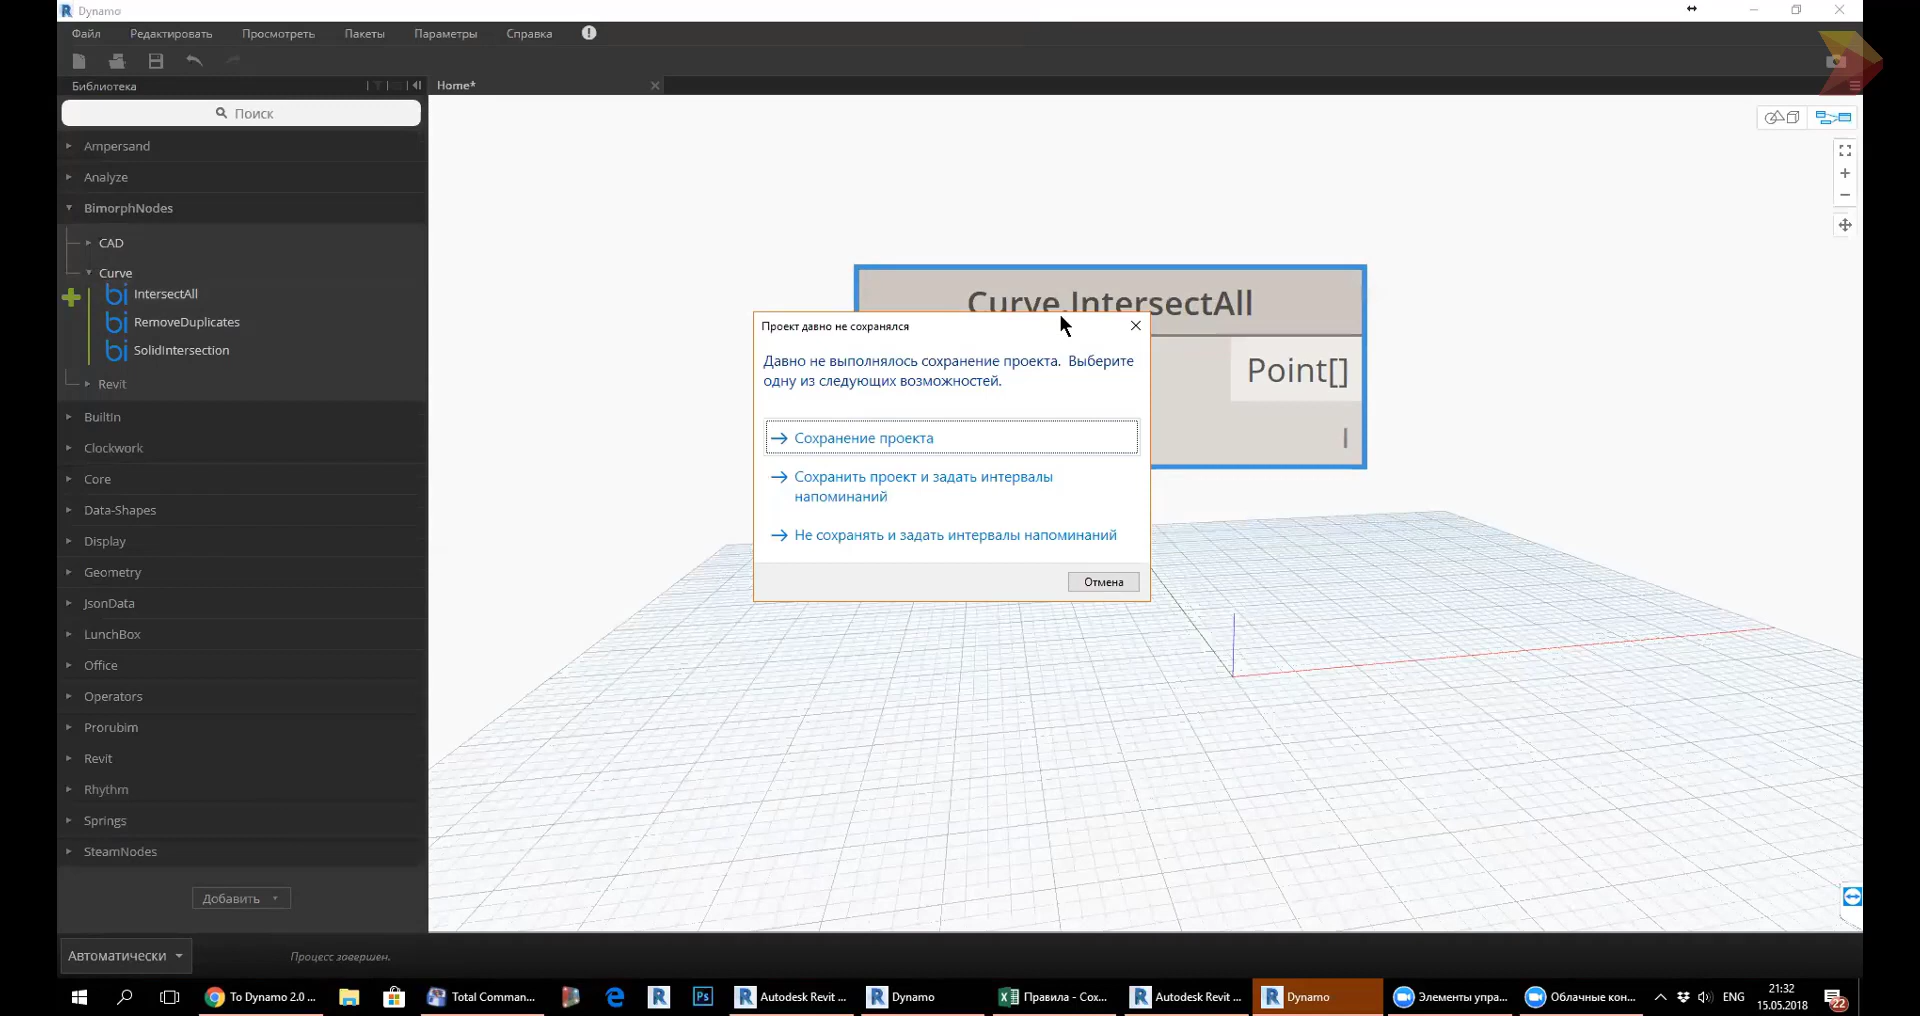 Dynamo
Файл Редактировать Просмотреть Пакеты Параметры Справка
Библиотека
Home*
Поиск
Ampersand
Analyze
BimorphNodes
CAD
Curve
bi IntersectAll
bi RemoveDuplicates
bi SolidIntersection
Revit
BuiltIn
Clockwork
Core
Data-Shapes
Display
Geometry
JsonData
LunchBox
Office
Operators
Prorubim
Revit
Rhythm
Springs
SteamNodes
Добавить
Curve.IntersectAll
Point[]
Проект давно не сохранялся
Давно не выполнялось сохранение проекта. Выберите
одну из следующих возможностей.
Сохранение проекта
Сохранить проект и задать интервалы
напоминаний
Не сохранять и задать интервалы напоминаний
Отмена
Автоматически
Процесс завершен.
To Dynamo 2.0 ... Total Comman... Ps Autodesk Revit ... Dynamo Правила - Сох... Autodesk Revit ... Dynamo Элементы упра... Облачные кон... ENG
21:32
15.05.2018
22